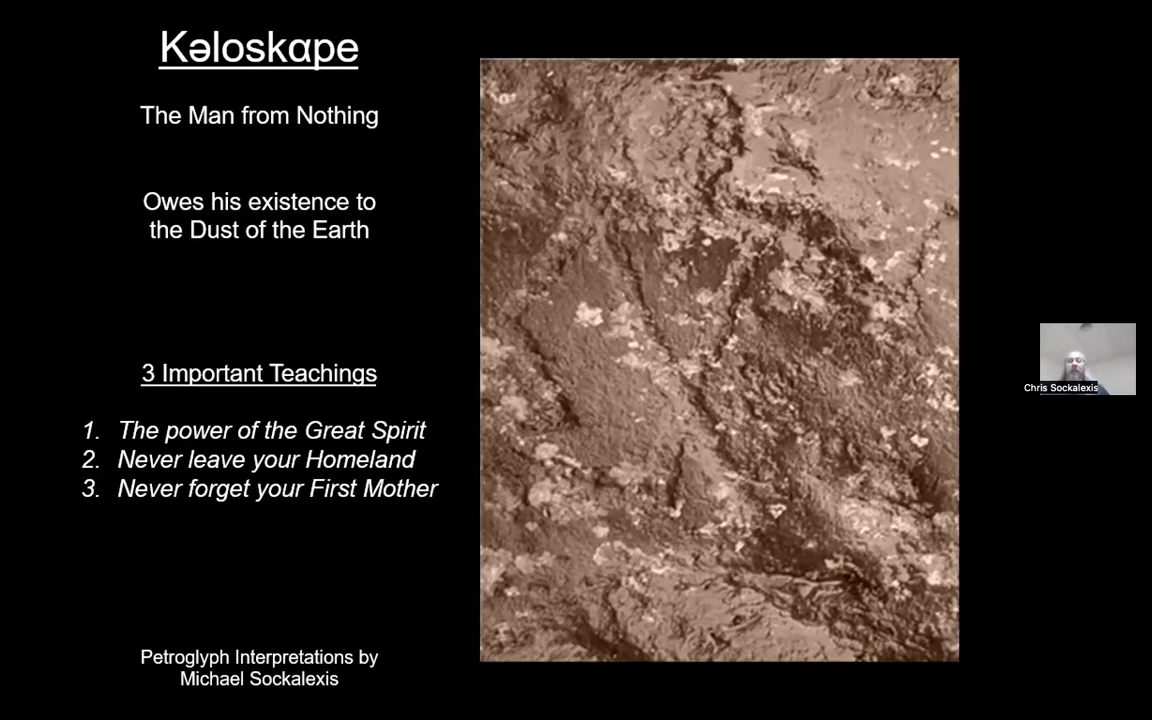 Kəloskαpe
The Man from Nothing
Owes his existence to
the Dust of the Earth
3 Important Teachings
1. The power of the Great Spirit
2. Never leave your Homeland
3. Never forget your First Mother
Petroglyph Interpretations by
Michael Sockalexis
Chris Sockalexis